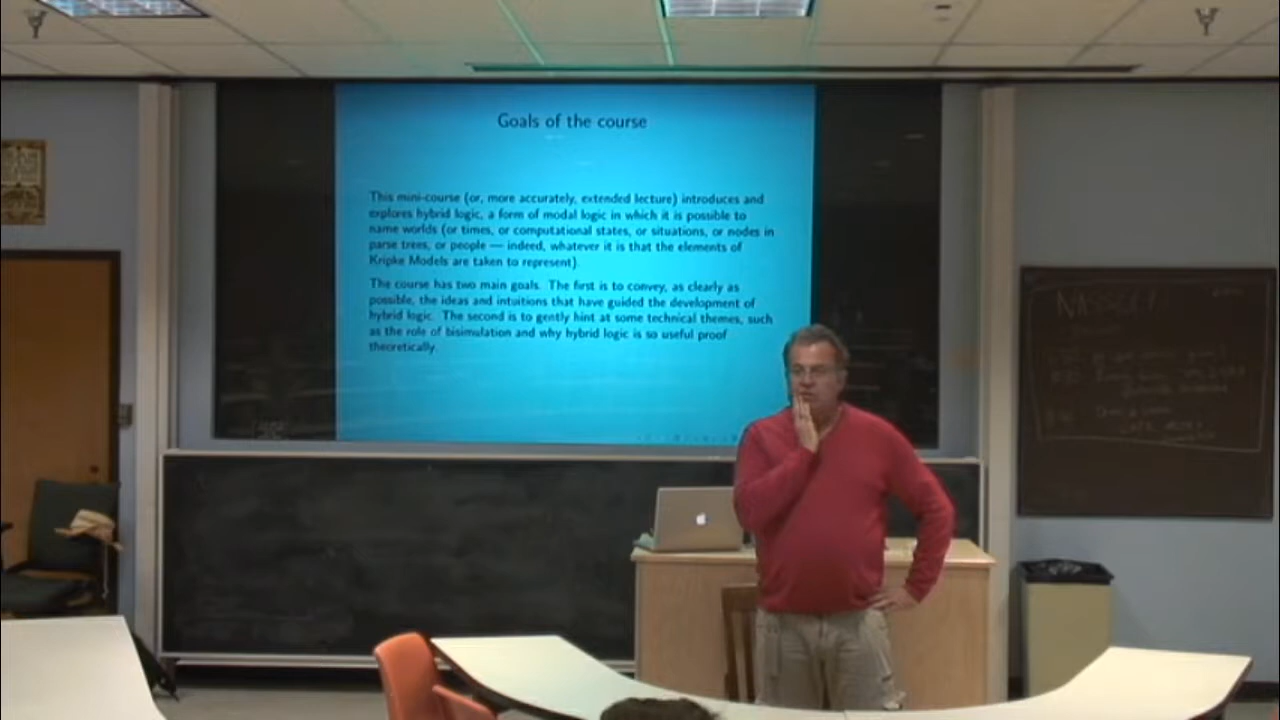 Goals of the course
This mini-course (or, more accurately, extended lecture) introduces and
explores hybrid logic, a form of modal logic in which it is possible to
name worlds (or times, or computational states, or situations, or nodes in
parse trees, or people — indeed, whatever it is that the elements of
Kripke Models are taken to represent).
The course has two main goals. The first is to convey, as clearly as
possible, the ideas and intuitions that have guided the development of
hybrid logic. The second is to gently hint at some technical themes, such
as the role of bisimulation and why hybrid logic is so useful proof
theoretically.